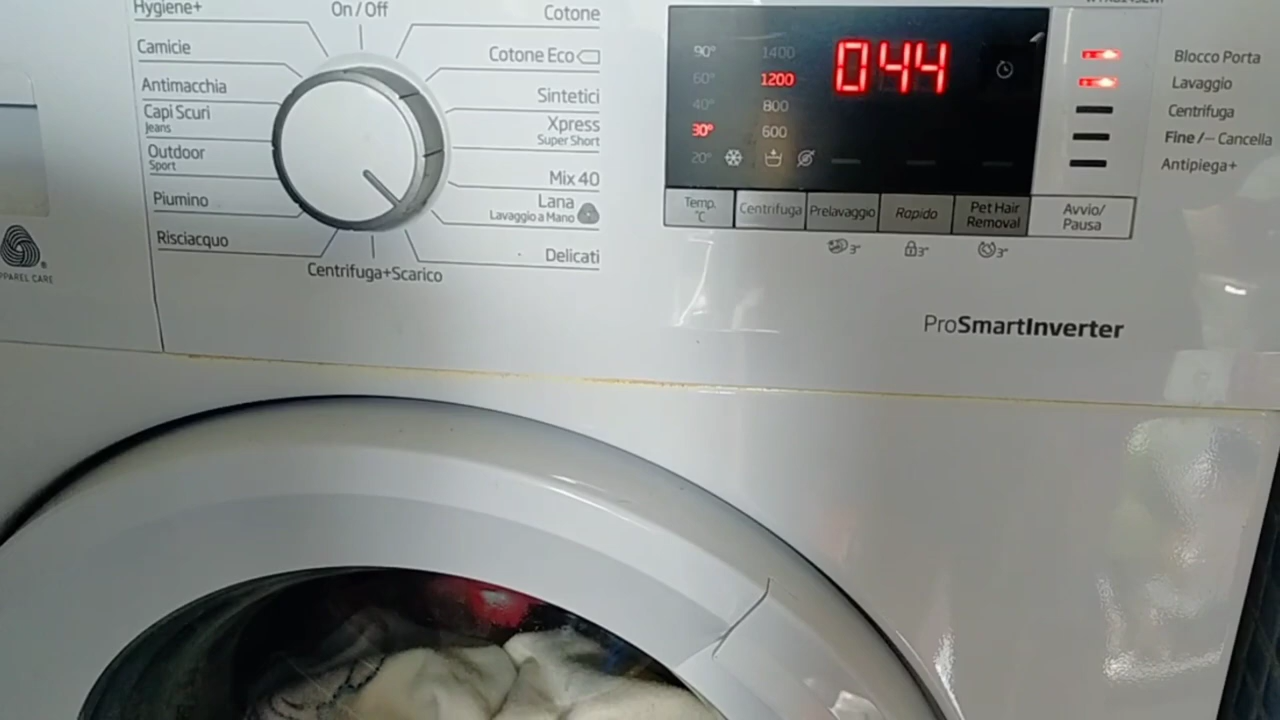 Hygiene+
On / Off
Cotone
Camicie
Cotone Eco
Antimacchia
Sintetici
Capi Scuri
Jeans
Xpress
Super Short
Outdoor
Sport
Mix 40
Piumino
Lana
Lavaggio a Mano
Risciacquo
Delicati
Centrifuga+Scarico
90° 1400
60° 1200
40° 800
30° 600
20°
044
Blocco Porta
Lavaggio
Centrifuga
Fine /-- Cancella
Antipiega+
Temp.
°C
Centrifuga
Prelavaggio
Rapido
Pet Hair
Removal
Avvio/
Pausa
3"
3"
3"
APPAREL CARE
ProSmartInverter